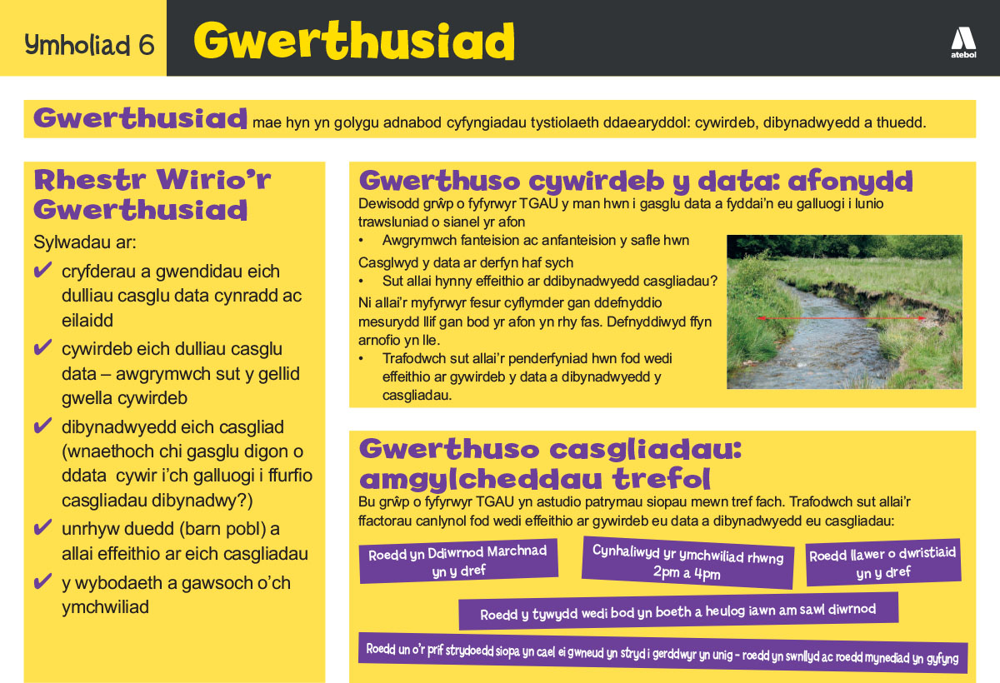 Ymholiad 6
Gwerthusiad
atebol
Gwerthusiad mae hyn yn golygu adnabod cyfyngiadau tystiolaeth ddaearyddol: cywirdeb, dibynadwyedd a thuedd.
Rhestr Wirio'r
Gwerthusiad
Sylwadau ar:
✔ cryfderau a gwendidau eich
dulliau casglu data cynradd ac
eilaidd
✔ cywirdeb eich dulliau casglu
data – awgrymwch sut y gellid
gwella cywirdeb
✔ dibynadwyedd eich casgliad
(wnaethoch chi gasglu digon o
ddata cywir i'ch galluogi i ffurfio
casgliadau dibynadwy?)
✔ unrhyw duedd (barn pobl) a
allai effeithio ar eich casgliadau
✔ y wybodaeth a gawsoch o'ch
ymchwiliad
Gwerthuso cywirdeb y data: afonydd
Dewisodd grŵp o fyfyrwyr TGAU y man hwn i gasglu data a fyddai'n eu galluogi i lunio
trawsluniad o sianel yr afon
• Awgrymwch fanteision ac anfanteision y safle hwn
Casglwyd y data ar derfyn haf sych
• Sut allai hynny effeithio ar ddibynadwyedd casgliadau?
Ni allai'r myfyrwyr fesur cyflymder gan ddefnyddio
mesurydd llif gan bod yr afon yn rhy fas. Defnyddiwyd ffyn
arnofio yn lle.
• Trafodwch sut allai'r penderfyniad hwn fod wedi
effeithio ar gywirdeb y data a dibynadwyedd y
casgliadau.
Gwerthuso casgliadau:
amgylcheddau trefol
Bu grŵp o fyfyrwyr TGAU yn astudio patrymau siopau mewn tref fach. Trafodwch sut allai'r
ffactorau canlynol fod wedi effeithio ar gywirdeb eu data a dibynadwyedd eu casgliadau:
Roedd yn Ddiwrnod Marchnad
yn y dref
Cynhaliwyd yr ymchwiliad rhwng
2pm a 4pm
Roedd llawer o dwristiaid
yn y dref
Roedd y tywydd wedi bod yn boeth a heulog iawn am sawl diwrnod
Roedd un o'r prif strydoedd siopa yn cael ei gwneud yn stryd i gerddwyr yn unig - roedd yn swnllyd ac roedd mynediad yn gyfyng